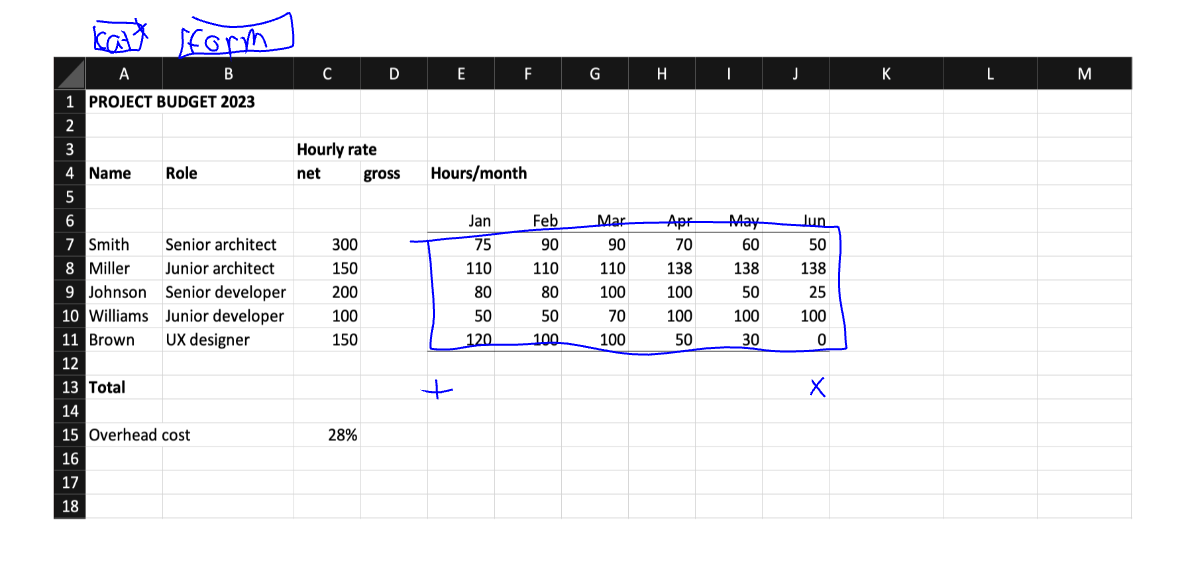 Form
A B C D E F G H I J K L M
1 PROJECT BUDGET 2023
2
3 Hourly rate
4 Name Role net gross Hours/month
5
6 Jan Feb Mar Apr May Jun
7 Smith Senior architect 300 75 90 90 70 60 50
8 Miller Junior architect 150 110 110 110 138 138 138
9 Johnson Senior developer 200 80 80 100 100 50 25
10 Williams Junior developer 100 50 50 70 100 100 100
11 Brown UX designer 150 120 100 100 50 30 0
12
13 Total + x
14
15 Overhead cost 28%
16
17
18